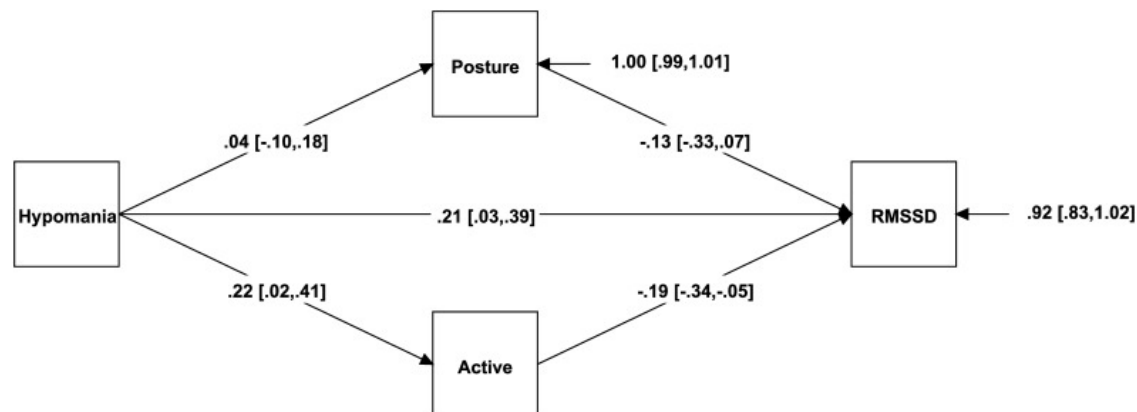 Posture
1.00 [.99,1.01]
.04 [-.10,.18]
-.13 [-.33,.07]
Hypomania
.21 [.03,.39]
RMSSD
.92 [.83,1.02]
.22 [.02,.41]
-.19 [-.34,-.05]
Active